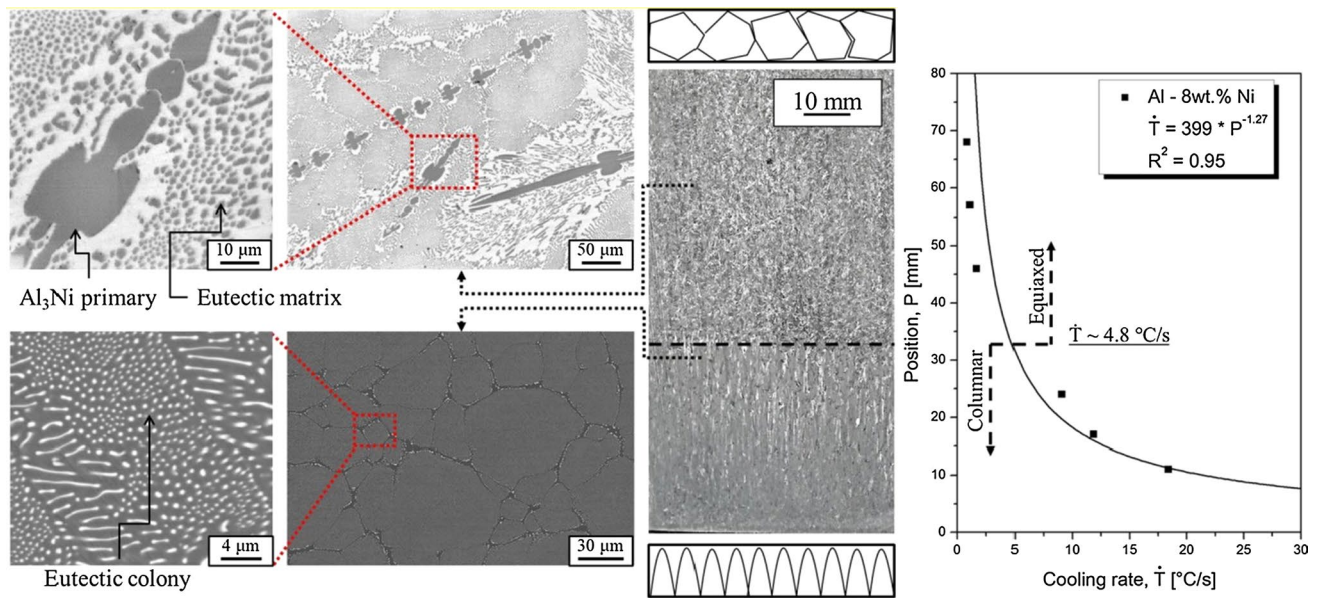 10 µm
50 µm
Al3Ni primary
Eutectic matrix
4 µm
30 µm
Eutectic colony
10 mm
Position, P [mm]
80
70
60
50
40
30
20
10
0
Al - 8wt.% Ni
Ṫ = 399 * P^-1.27
R² = 0.95
Equiaxed
Columnar
Ṫ ~ 4.8 °C/s
0
5
10
15
20
25
30
Cooling rate, Ṫ [°C/s]